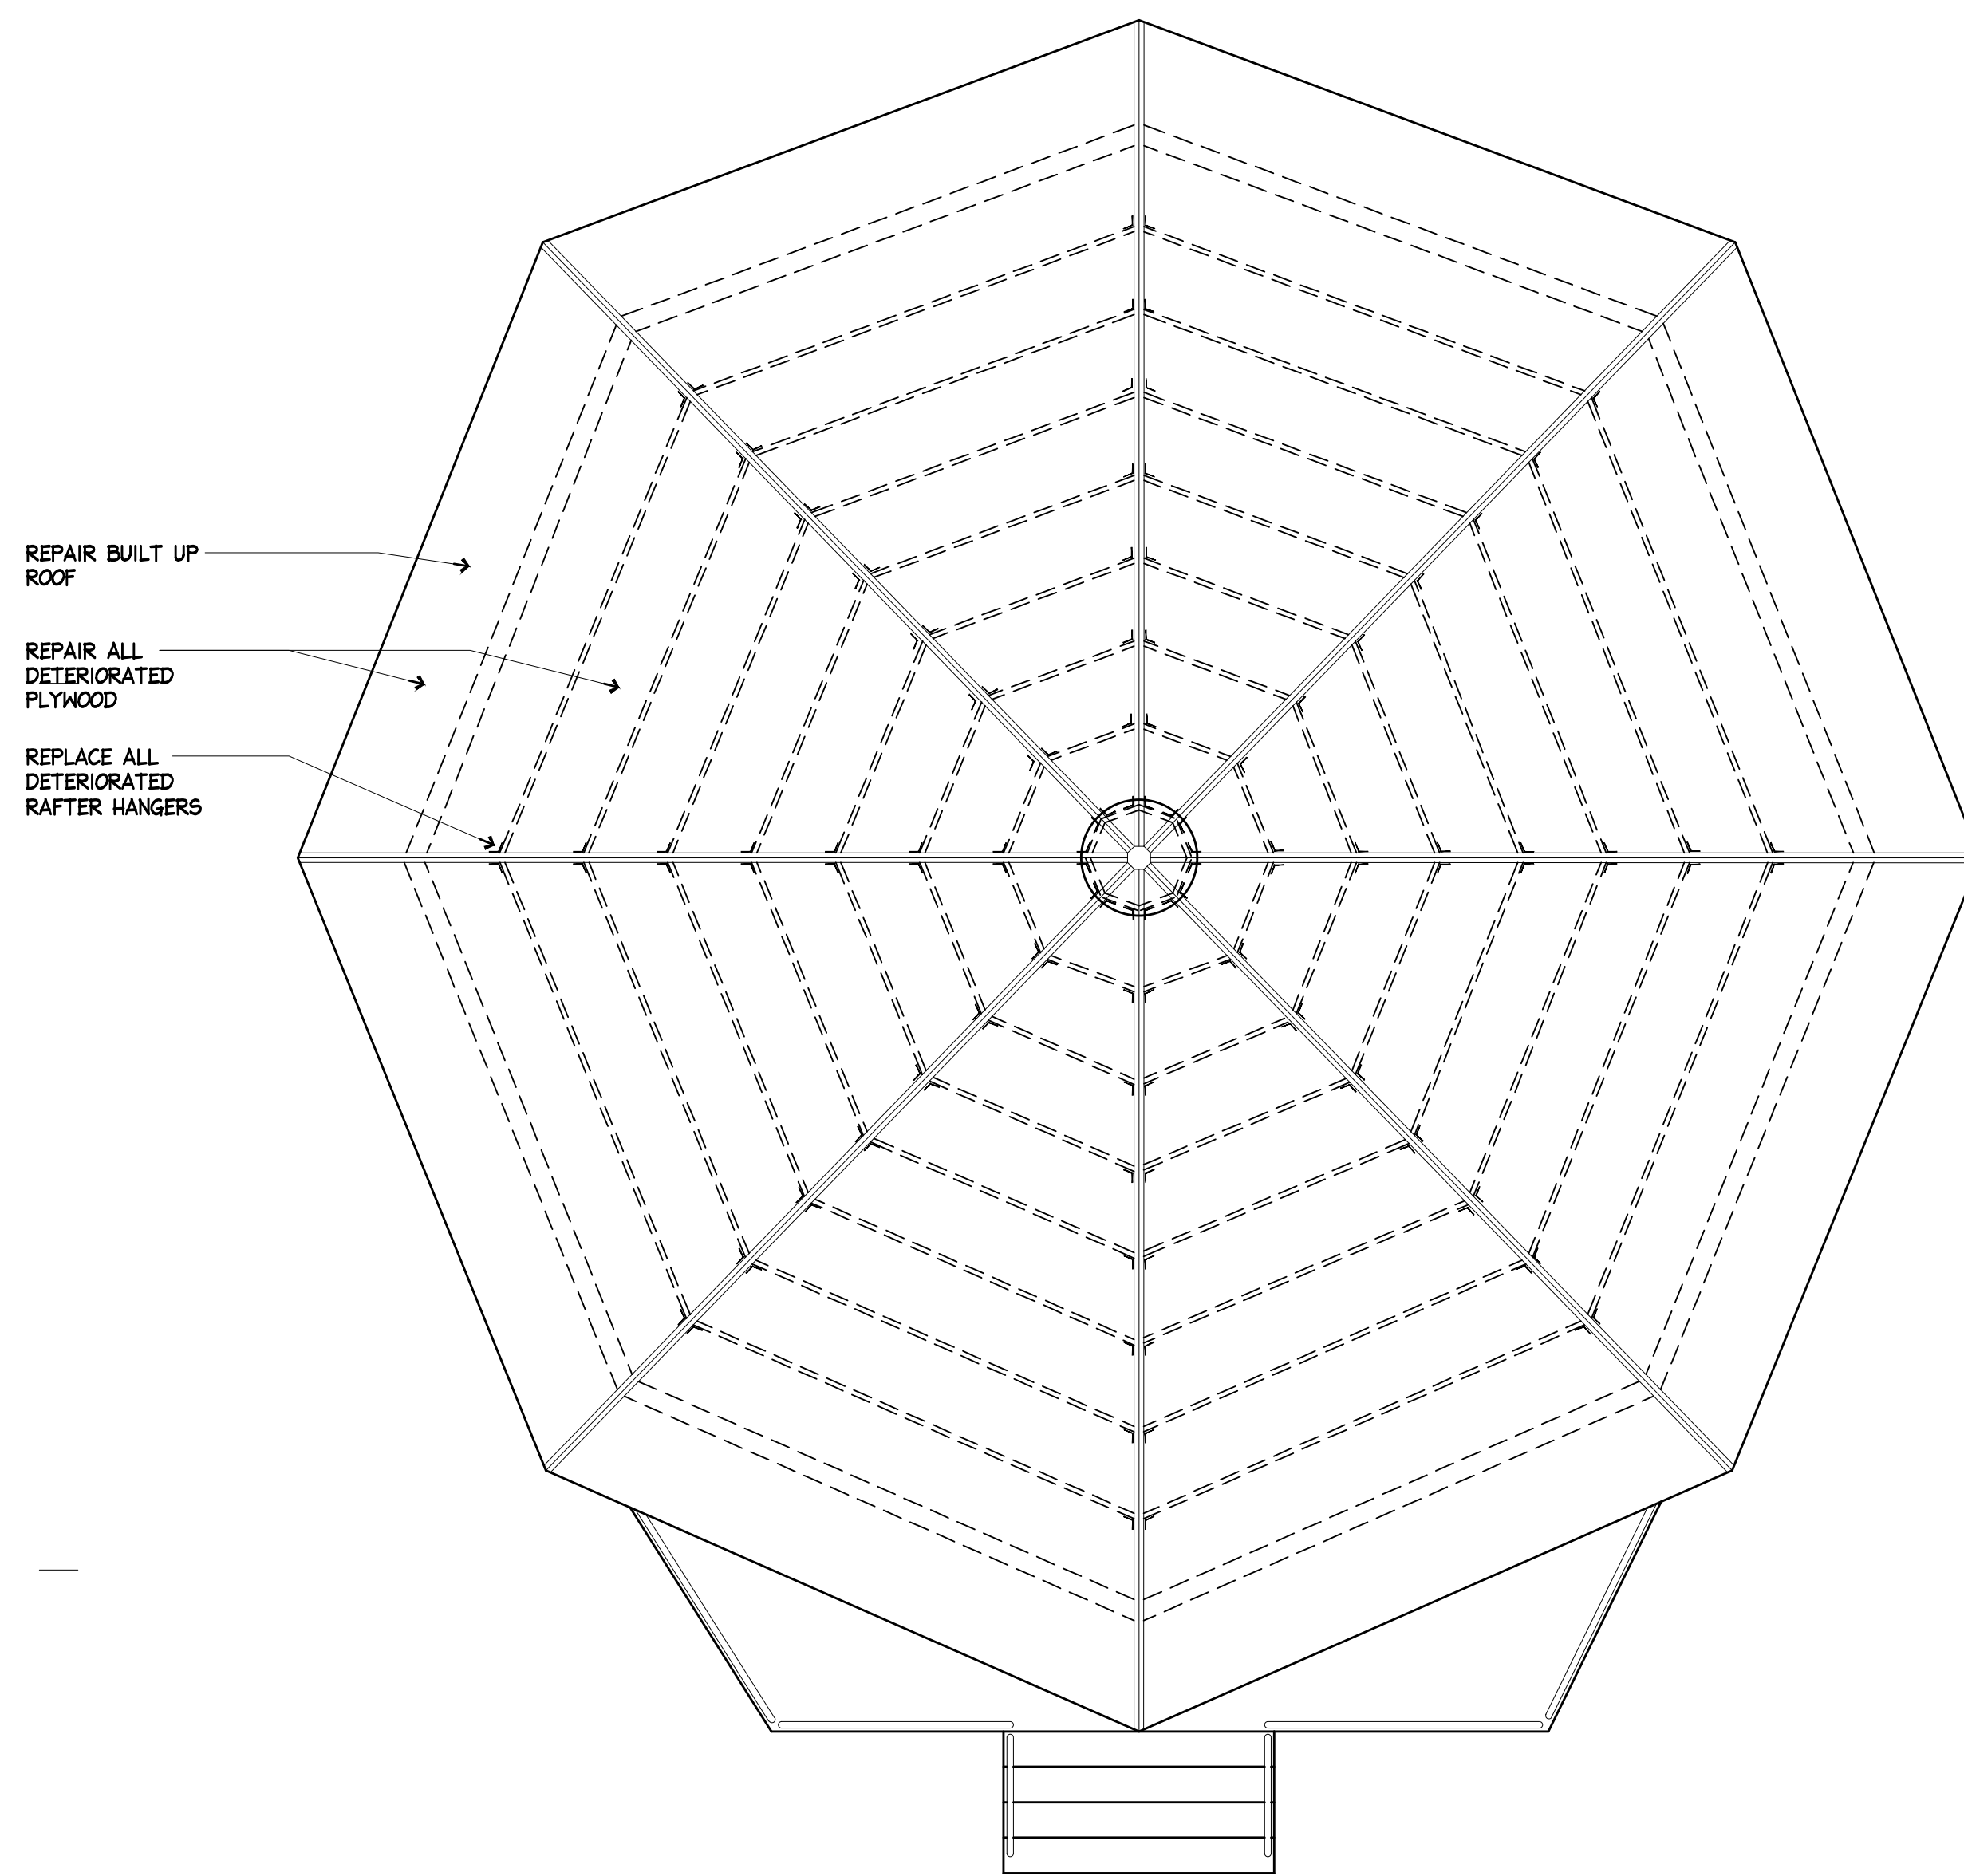 REPAIR BUILT UP
ROOF
REPAIR ALL
DETERIORATED
PLYWOOD
REPLACE ALL
DETERIORATED
RAFTER HANGERS